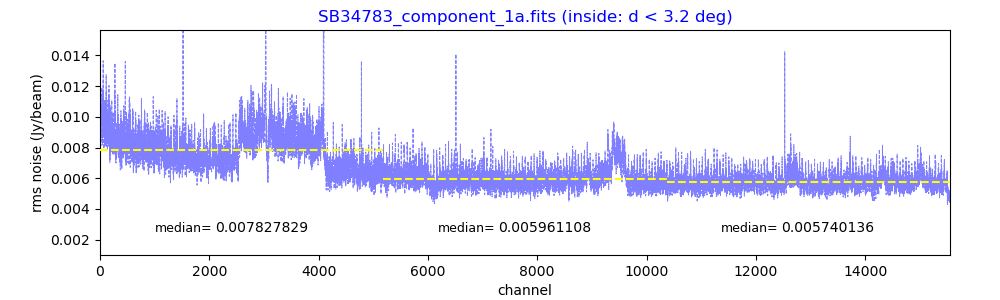 SB34783_component_1a.fits (inside: d < 3.2 deg)
rms noise (Jy/beam)
0.014
0.012
0.010
0.008
0.006
0.004
0.002
median= 0.007827829
median= 0.005961108
median= 0.005740136
0 2000 4000 6000 8000 10000 12000 14000
channel